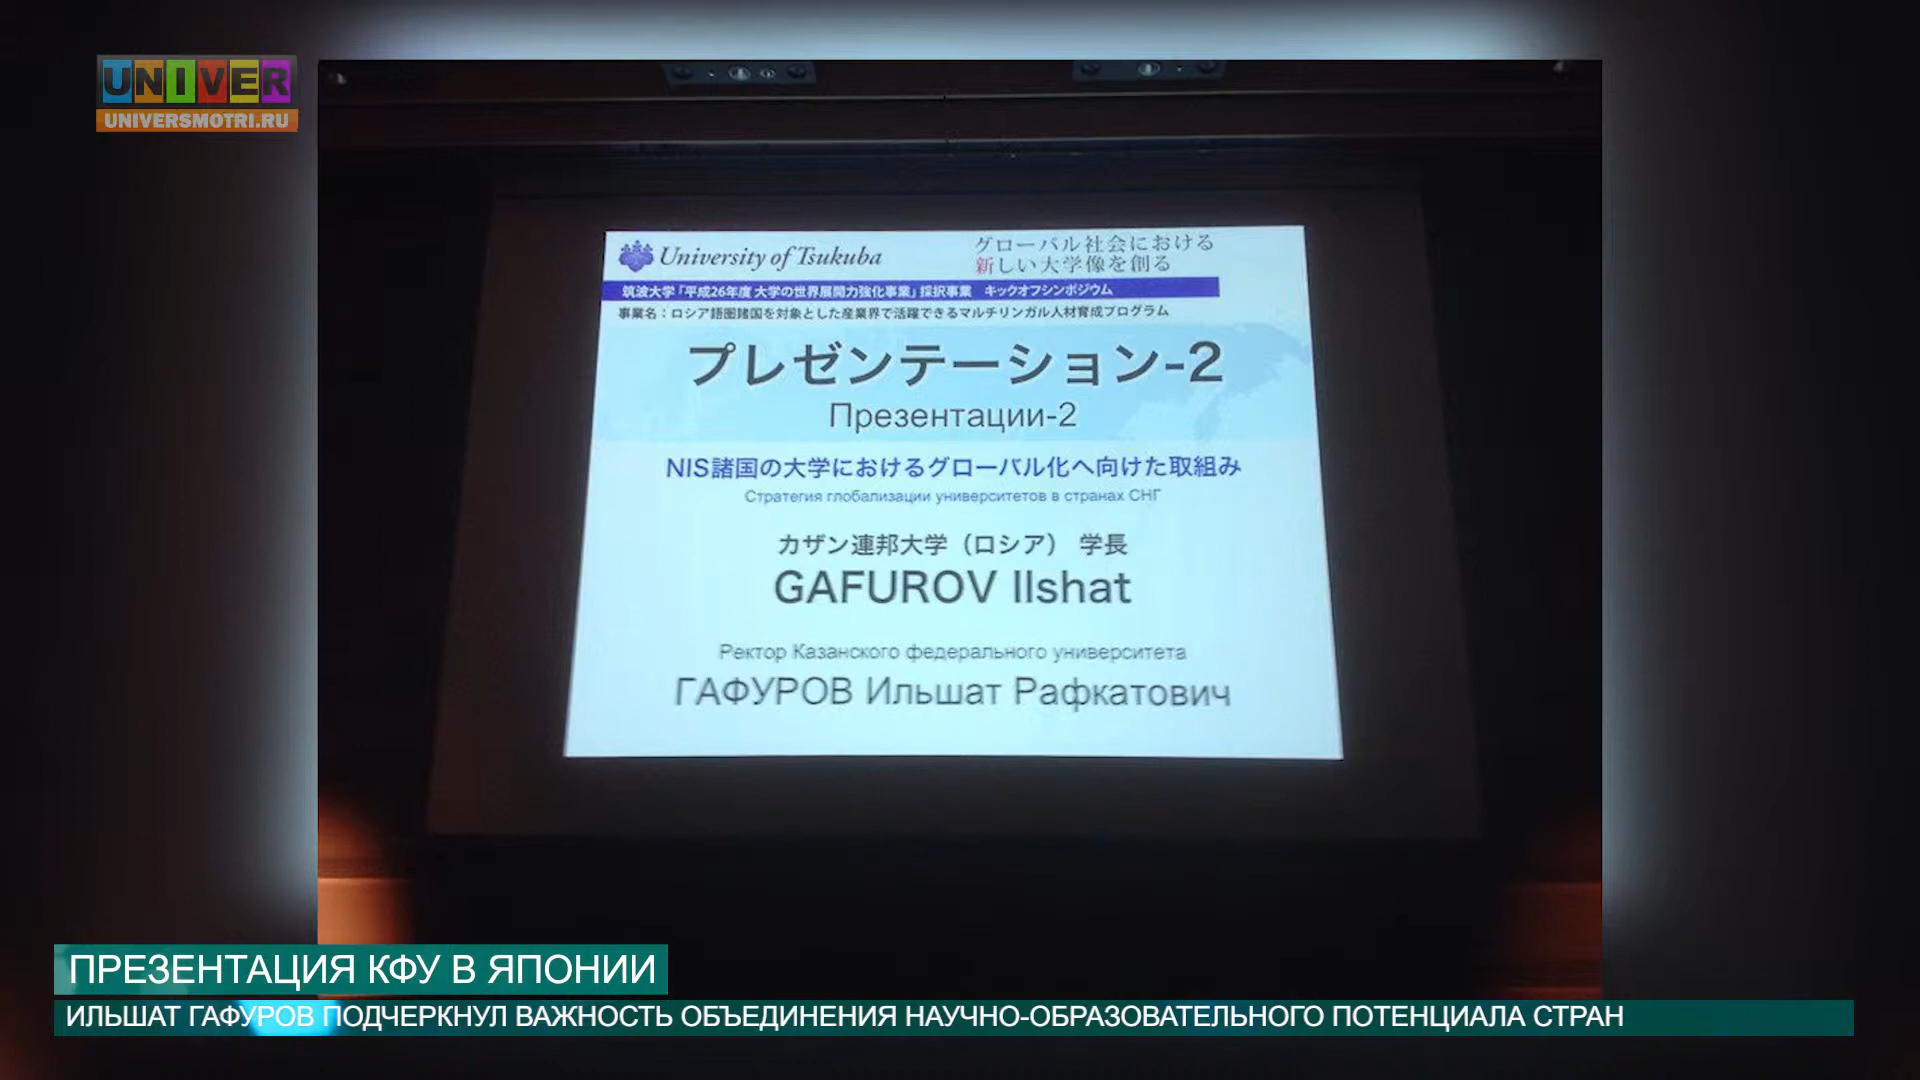 UNIVER
UNIVERSMOTRI.RU
University of Tsukuba
グローバル社会における
新しい大学像を創る
筑波大学「平成26年度 大学の世界展開力強化事業」採択事業 キックオフシンポジウム
事業名：ロシア語圏諸国を対象とした産業界で活躍できるマルチリンガル人材育成プログラム
プレゼンテーション-2
Презентации-2
NIS諸国の大学におけるグローバル化へ向けた取組み
Стратегия глобализации университетов в странах СНГ
カザン連邦大学（ロシア） 学長
GAFUROV Ilshat
Ректор Казанского федерального университета
ГАФУРОВ Ильшат Рафкатович
ПРЕЗЕНТАЦИЯ КФУ В ЯПОНИИ
ИЛЬШАТ ГАФУРОВ ПОДЧЕРКНУЛ ВАЖНОСТЬ ОБЪЕДИНЕНИЯ НАУЧНО-ОБРАЗОВАТЕЛЬНОГО ПОТЕНЦИАЛА СТРАН